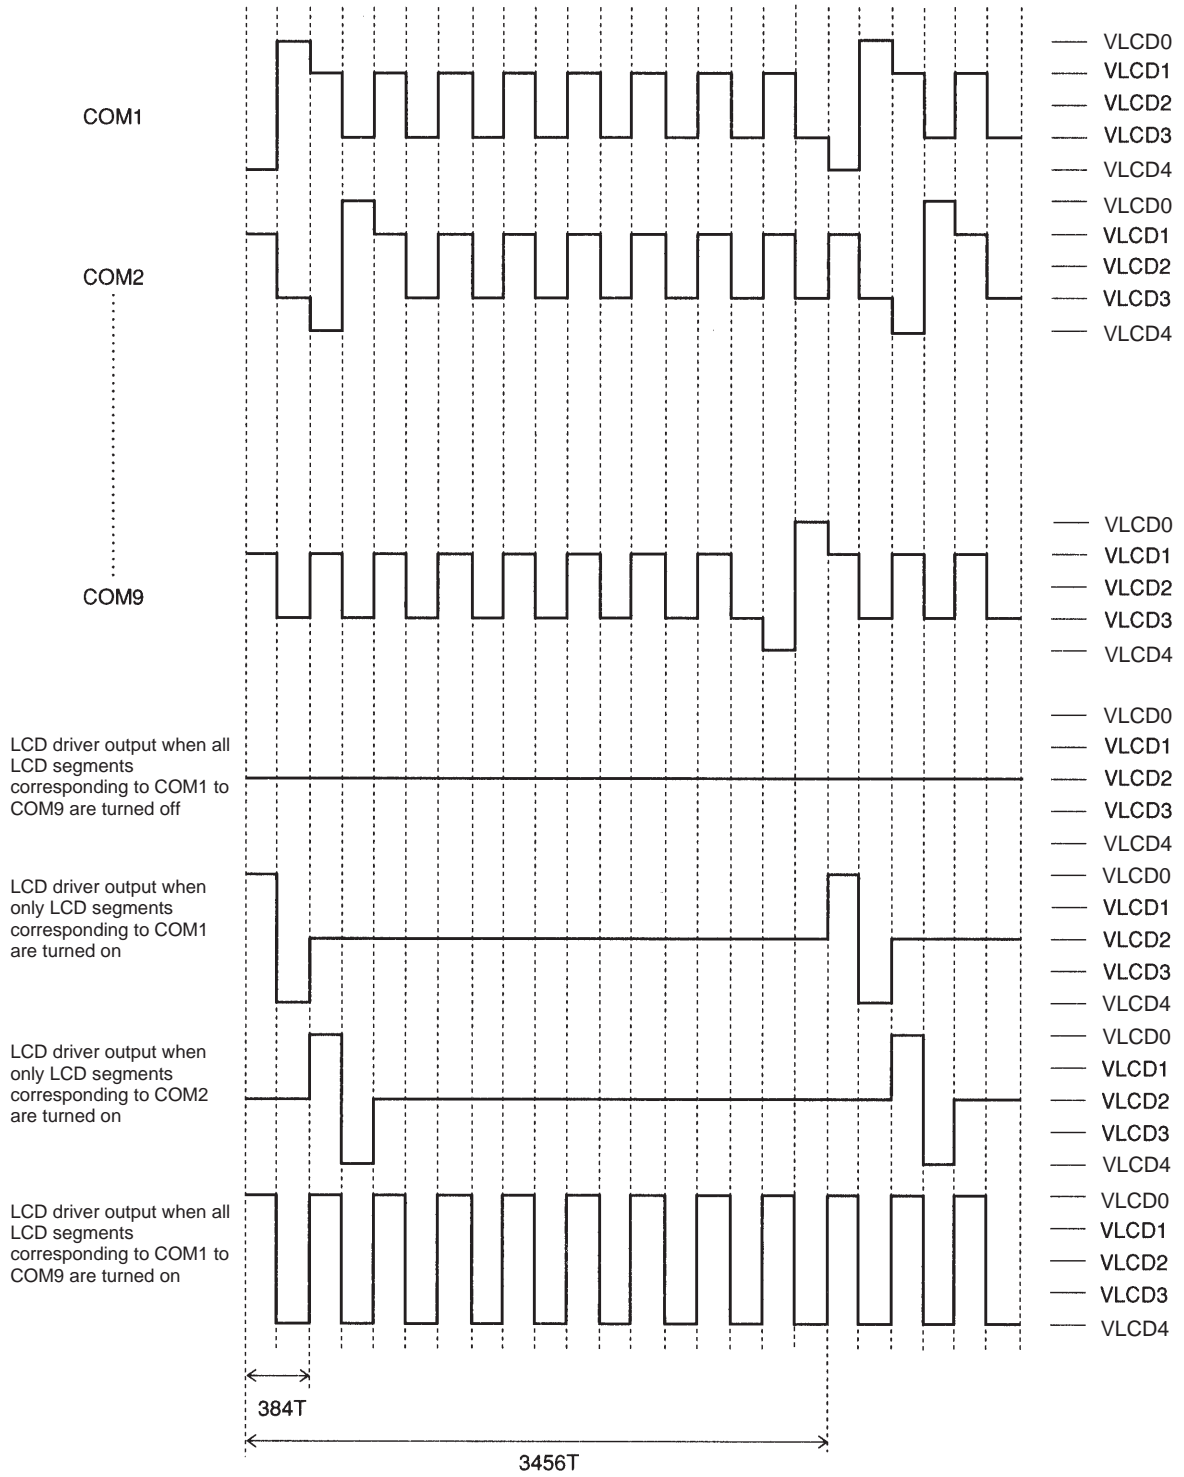 VLCD0
VLCD1
COM1
VLCD2
VLCD3
VLCD4
VLCD0
VLCD1
COM2
VLCD2
VLCD3
VLCD4
VLCD0
VLCD1
COM9
VLCD2
VLCD3
VLCD4
LCD driver output when all
LCD segments
corresponding to COM1 to
COM9 are turned off
VLCD0
VLCD1
VLCD2
VLCD3
VLCD4
LCD driver output when
only LCD segments
corresponding to COM1
are turned on
VLCD0
VLCD1
VLCD2
VLCD3
VLCD4
LCD driver output when
only LCD segments
corresponding to COM2
are turned on
VLCD0
VLCD1
VLCD2
VLCD3
VLCD4
LCD driver output when all
LCD segments
corresponding to COM1 to
COM9 are turned on
VLCD0
VLCD1
VLCD2
VLCD3
VLCD4
384T
3456T